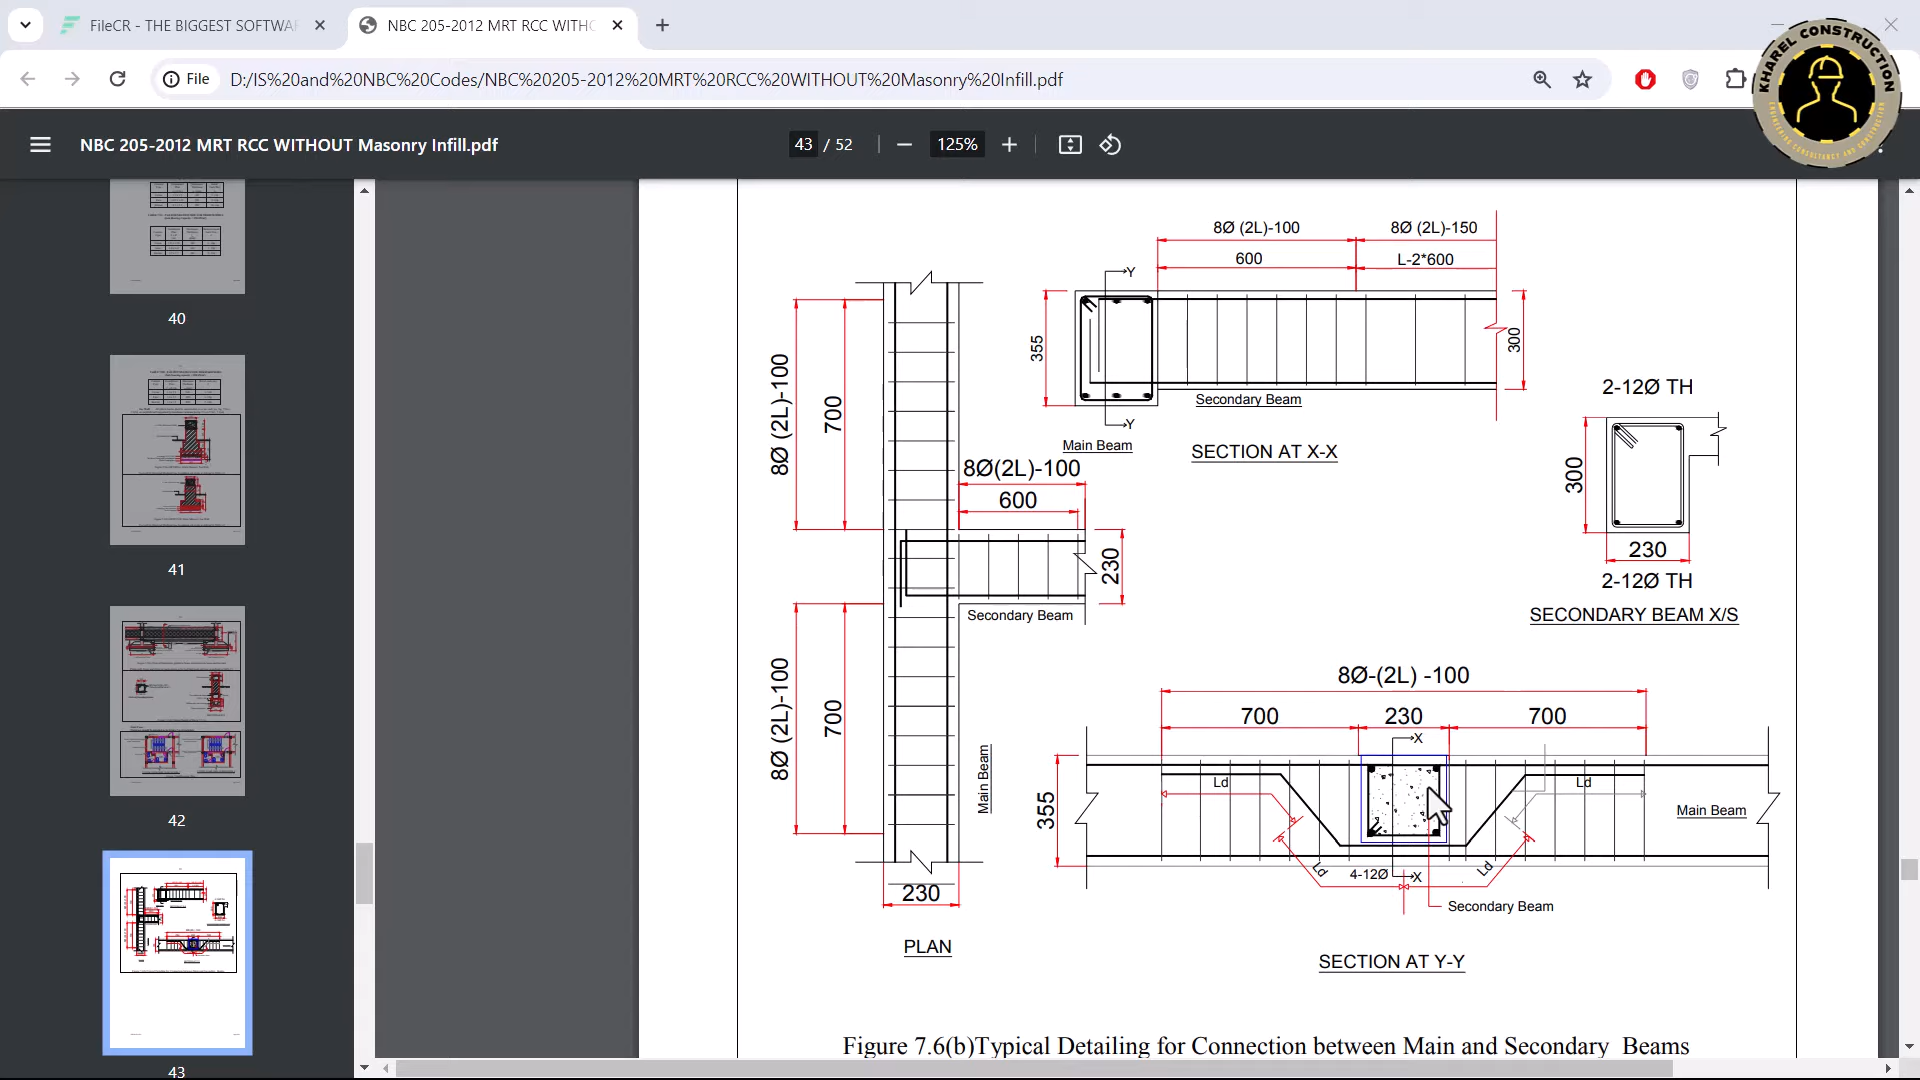 FileCR - THE BIGGEST SOFTWAR
NBC 205-2012 MRT RCC WITHO
File
D:/IS%20and%20NBC%20Codes/NBC%20205-2012%20MRT%20RCC%20WITHOUT%20Masonry%20Infill.pdf
KHAREL CONSTRUCTION
ENGINEERING CONSULTANCY AND CONSTRUCTION
NBC 205-2012 MRT RCC WITHOUT Masonry Infill.pdf
43 / 52
125%
40
41
42
43
8Ø (2L)-100
8Ø (2L)-150
600
L-2*600
Y
355
300
Secondary Beam
Y
Main Beam
SECTION AT X-X
8Ø (2L)-100
700
8Ø(2L)-100
600
230
Secondary Beam
8Ø (2L)-100
700
Main Beam
230
PLAN
2-12Ø TH
300
230
2-12Ø TH
SECONDARY BEAM X/S
8Ø-(2L) -100
700
230
700
X
Ld
Ld
355
Main Beam
Ld
4-12Ø
X
Ld
Secondary Beam
SECTION AT Y-Y
Figure 7.6(b)Typical Detailing for Connection between Main and Secondary Beams